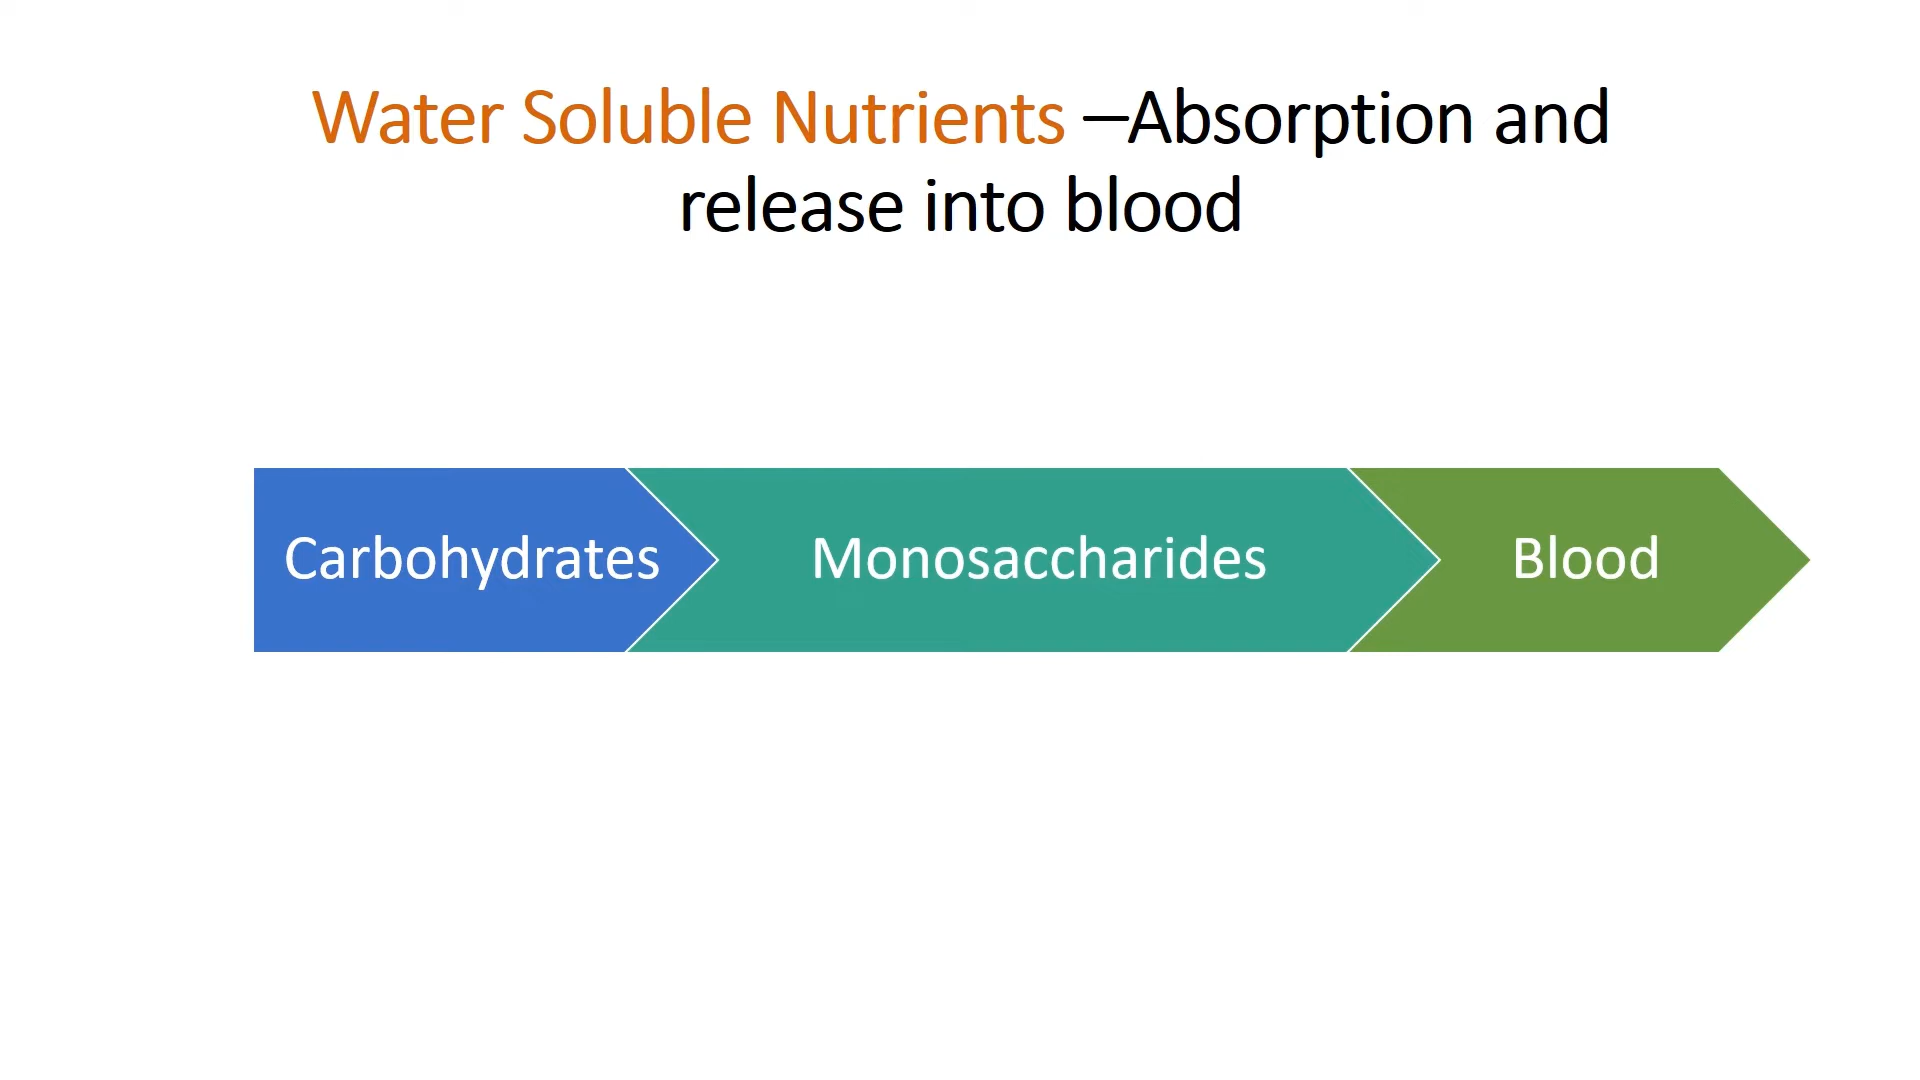 Water Soluble Nutrients –Absorption and
release into blood
Carbohydrates
Monosaccharides
Blood